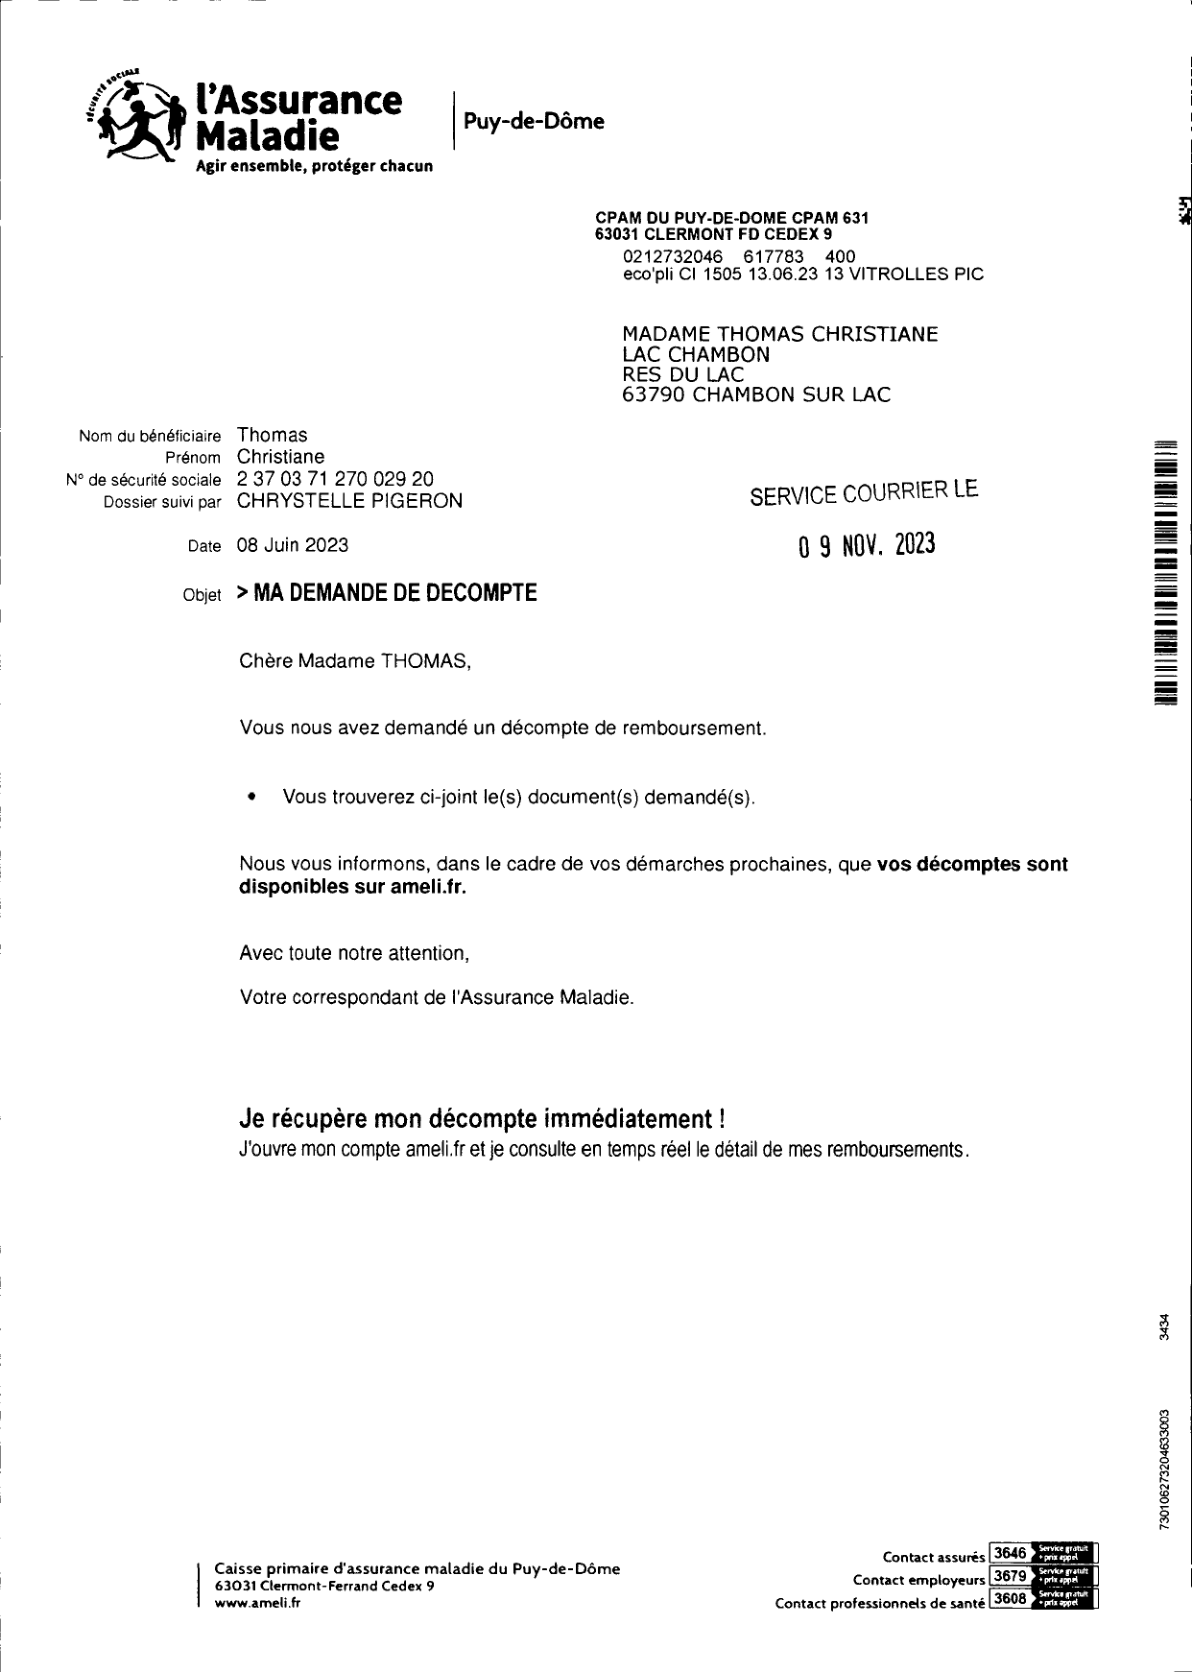 SÉCURITÉ SOCIALE
l'Assurance
Maladie
Agir ensemble, protéger chacun
Puy-de-Dôme
CPAM DU PUY-DE-DOME CPAM 631
63031 CLERMONT FD CEDEX 9
0212732046 617783 400
eco'pli CI 1505 13.06.23 13 VITROLLES PIC
MADAME THOMAS CHRISTIANE
LAC CHAMBON
RES DU LAC
63790 CHAMBON SUR LAC
Nom du bénéficiaire Thomas
Prénom Christiane
N° de sécurité sociale 2 37 03 71 270 029 20
Dossier suivi par CHRYSTELLE PIGERON
SERVICE COURRIER LE
Date 08 Juin 2023
0 9 NOV. 2023
Objet > MA DEMANDE DE DECOMPTE
Chère Madame THOMAS,
Vous nous avez demandé un décompte de remboursement.
• Vous trouverez ci-joint le(s) document(s) demandé(s).
Nous vous informons, dans le cadre de vos démarches prochaines, que vos décomptes sont
disponibles sur ameli.fr.
Avec toute notre attention,
Votre correspondant de l'Assurance Maladie.
Je récupère mon décompte immédiatement !
J'ouvre mon compte ameli.fr et je consulte en temps réel le détail de mes remboursements.
3434
730106273204633003
Caisse primaire d'assurance maladie du Puy-de-Dôme
63031 Clermont-Ferrand Cedex 9
www.ameli.fr
Contact assurés 3646 Service gratuit
+ prix appel
Contact employeurs 3679 Service gratuit
+ prix appel
Contact professionnels de santé 3608 Service gratuit
+ prix appel